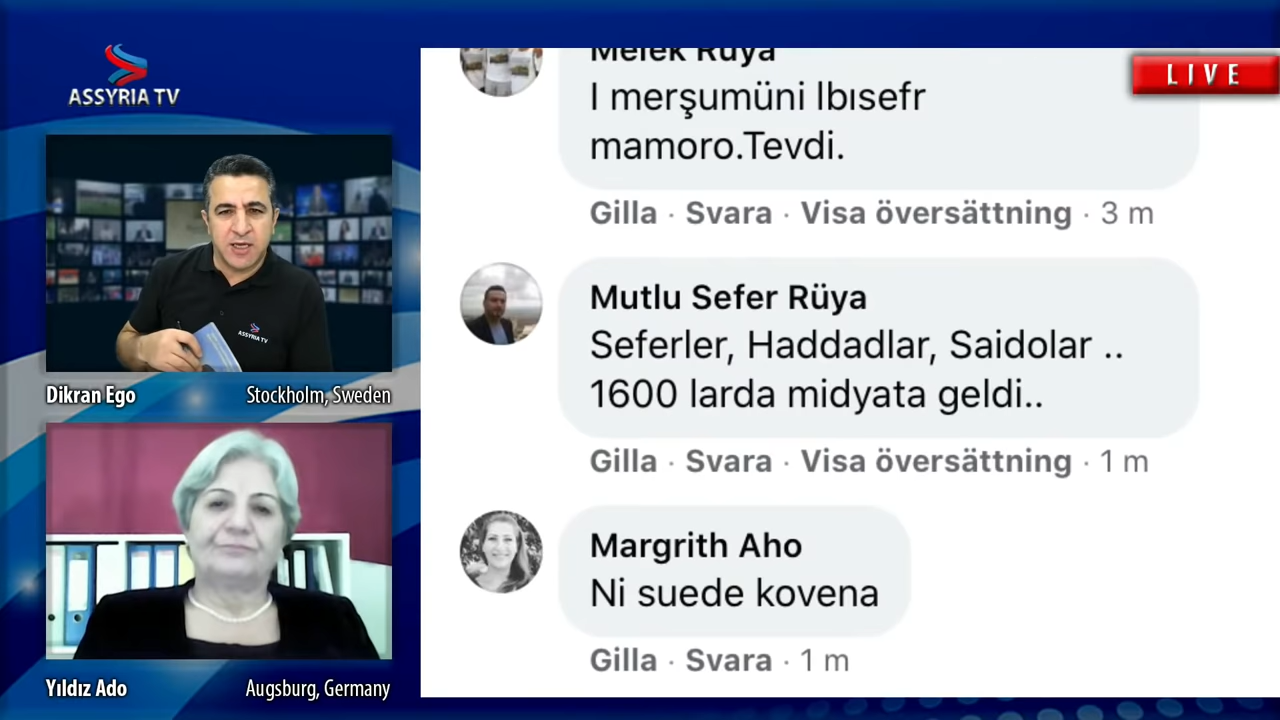 ASSYRIA TV
LIVE
Melek Rüya
I merşumüni lbısefr
mamoro.Tevdi.
Gilla · Svara · Visa översättning · 3 m
ASSYRIA TV
Dikran Ego
Stockholm, Sweden
Mutlu Sefer Rüya
Seferler, Haddadlar, Saidolar ..
1600 larda midyata geldi..
Gilla · Svara · Visa översättning · 1 m
Margrith Aho
Ni suede kovena
Gilla · Svara · 1 m
Yıldız Ado
Augsburg, Germany